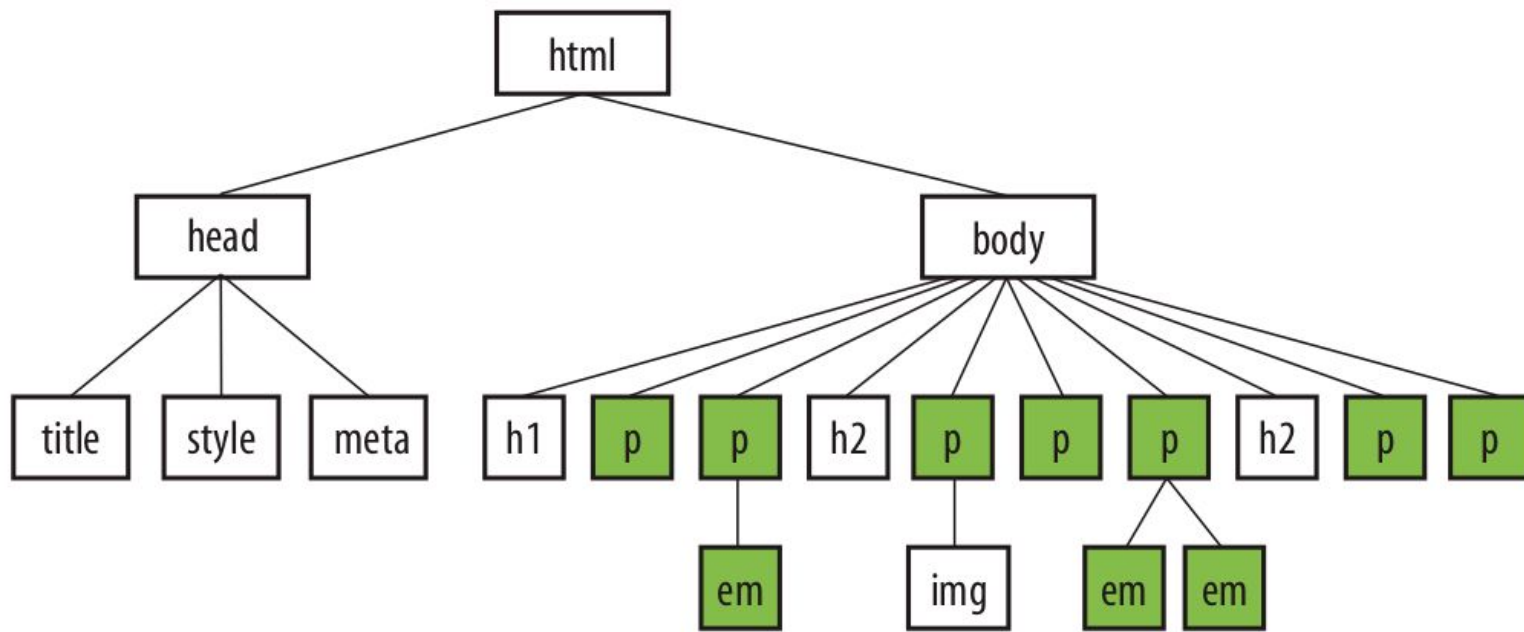 html
head
body
title style meta h1 p p h2 p p p h2 p p
em img em em